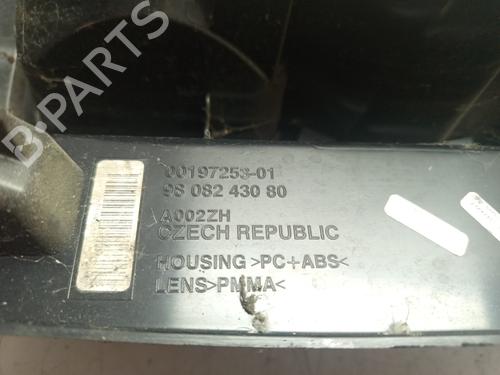 00197253-01
98 082 430 80
A002ZH
CZECH REPUBLIC
HOUSING >PC+ABS<
LENS>PMMA<
B-PARTS